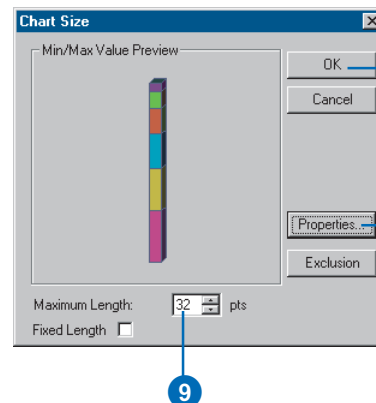 Chart Size
Min/Max Value Preview
OK
Cancel
Properties...
Exclusion
Maximum Length: 32 pts
Fixed Length
9